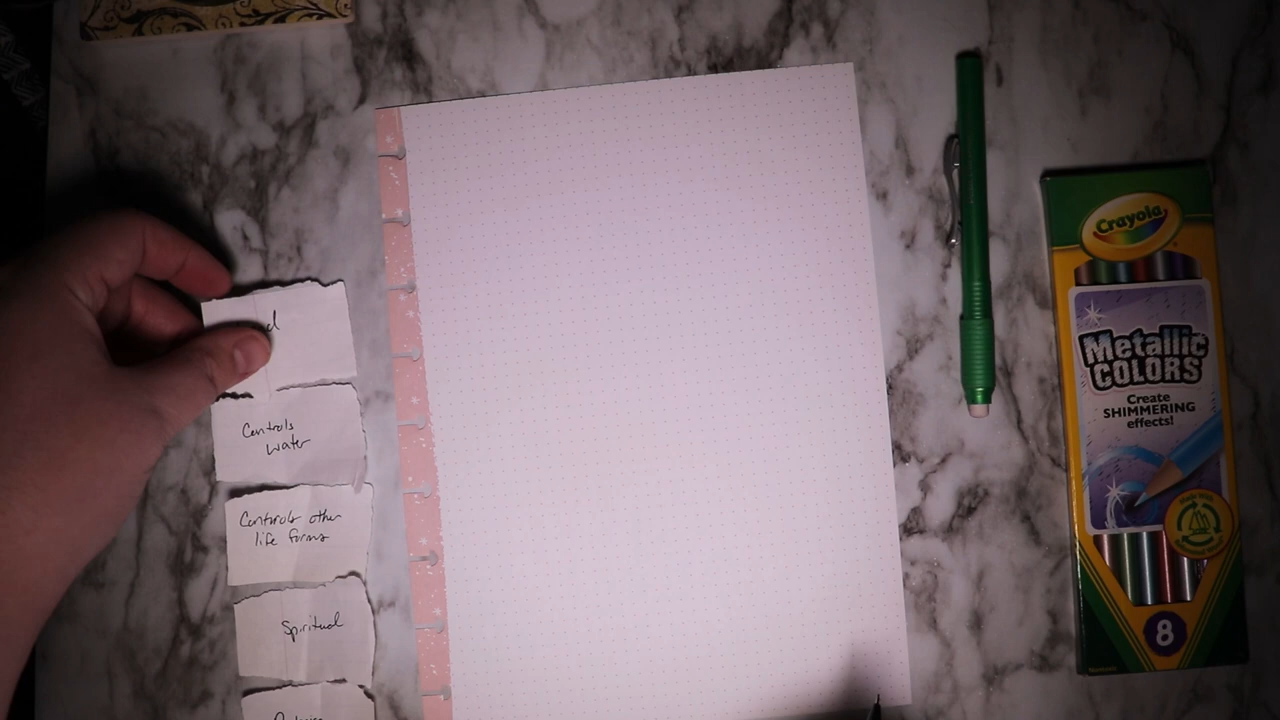 Crayola
Metallic
COLORS
Create
SHIMMERING
effects!
8
Controls
water
Controls other
life forms
Spiritual